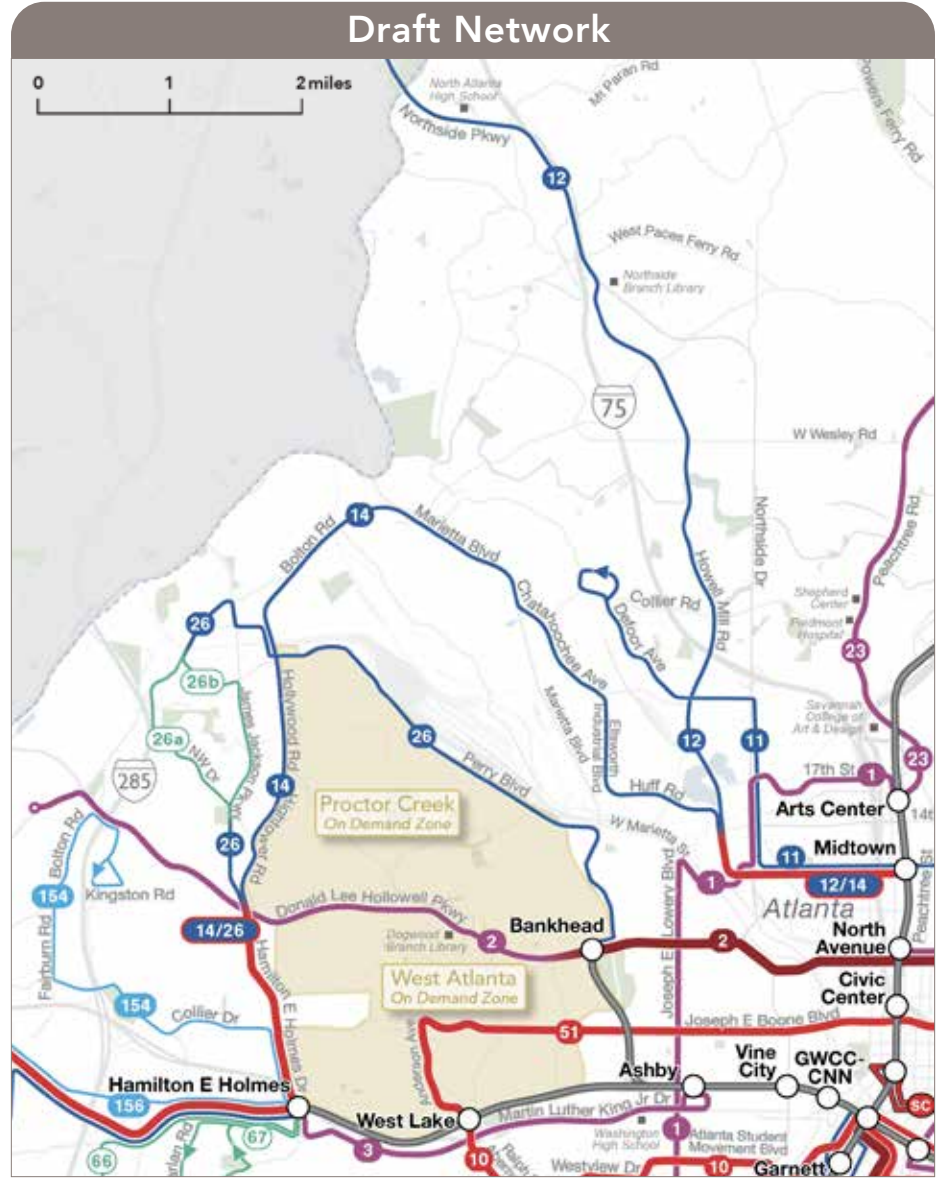 Draft Network
0
1
2 miles
North Atlanta
High School
Mt Paran Rd
Powers Ferry Rd
Northside Pkwy
12
West Paces Ferry Rd
Northside
Branch Library
75
W Wesley Rd
Peachtree Rd
Northside Dr
Howell Mill Rd
14
Bolton Rd
Marietta Blvd
Chatahoochee Ave
Collier Rd
Defoor Ave
Shepherd
Center
Piedmont
Hospital
23
26
26b
26a
NW Dr
James Jackson Pkwy
Hollywood Rd
14
Hightower Rd
26
Perry Blvd
Marietta Blvd
Ellsworth
Industrial Blvd
Huff Rd
12
11
Savannah
College of
Art & Design
23
17th St
1
Arts Center
14t
285
Proctor Creek
On Demand Zone
W Marietta St
Midtown
11
12/14
1
Atlanta
Peachtree St
Bolton Rd
154
Kingston Rd
Fairburn Rd
26
14/26
Donald Lee Hollowell Pkwy
Dogwood
Branch Library
2
Bankhead
2
North
Avenue
Joseph E Lowery Blvd
West Atlanta
On Demand Zone
Civic
Center
154
Collier Dr
Hamilton E Holmes Dr
Anderson Ave
51
Joseph E Boone Blvd
Hamilton E Holmes
156
Ashby
Vine
City
GWCC-
CNN
SC
West Lake
Martin Luther King Jr Dr
Washington
High School
1
Atlanta Student
Movement Blvd
67
66
3
10
Westview Dr
10
Garnett